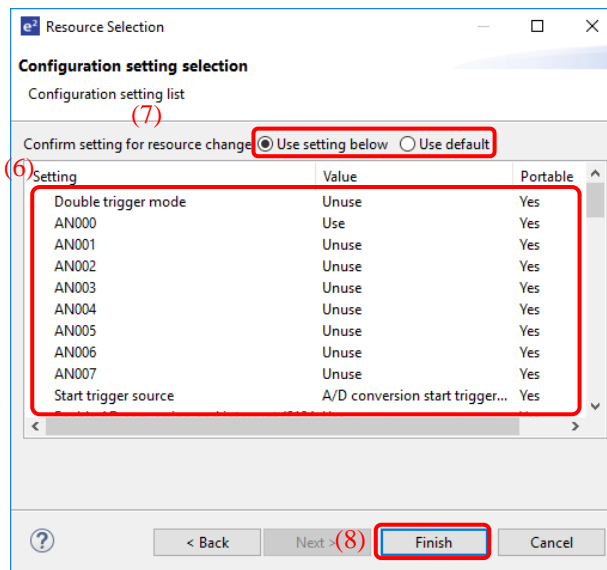 e² Resource Selection
Configuration setting selection
Configuration setting list
(7)
Confirm setting for resource change Use setting below Use default
(6)
Setting Value Portable
Double trigger mode Unuse Yes
AN000 Use Yes
AN001 Unuse Yes
AN002 Unuse Yes
AN003 Unuse Yes
AN004 Unuse Yes
AN005 Unuse Yes
AN006 Unuse Yes
AN007 Unuse Yes
Start trigger source A/D conversion start trigger... Yes
? < Back Next > (8) Finish Cancel